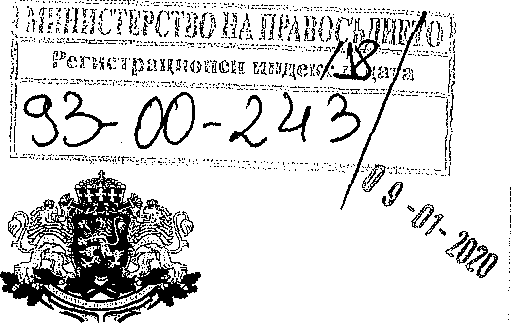 МИНИСТЕРСТВО НА ПРАВОСЪДИЕТО
Регистрационен индекс и дата
93-00-243/18
09-01-2020